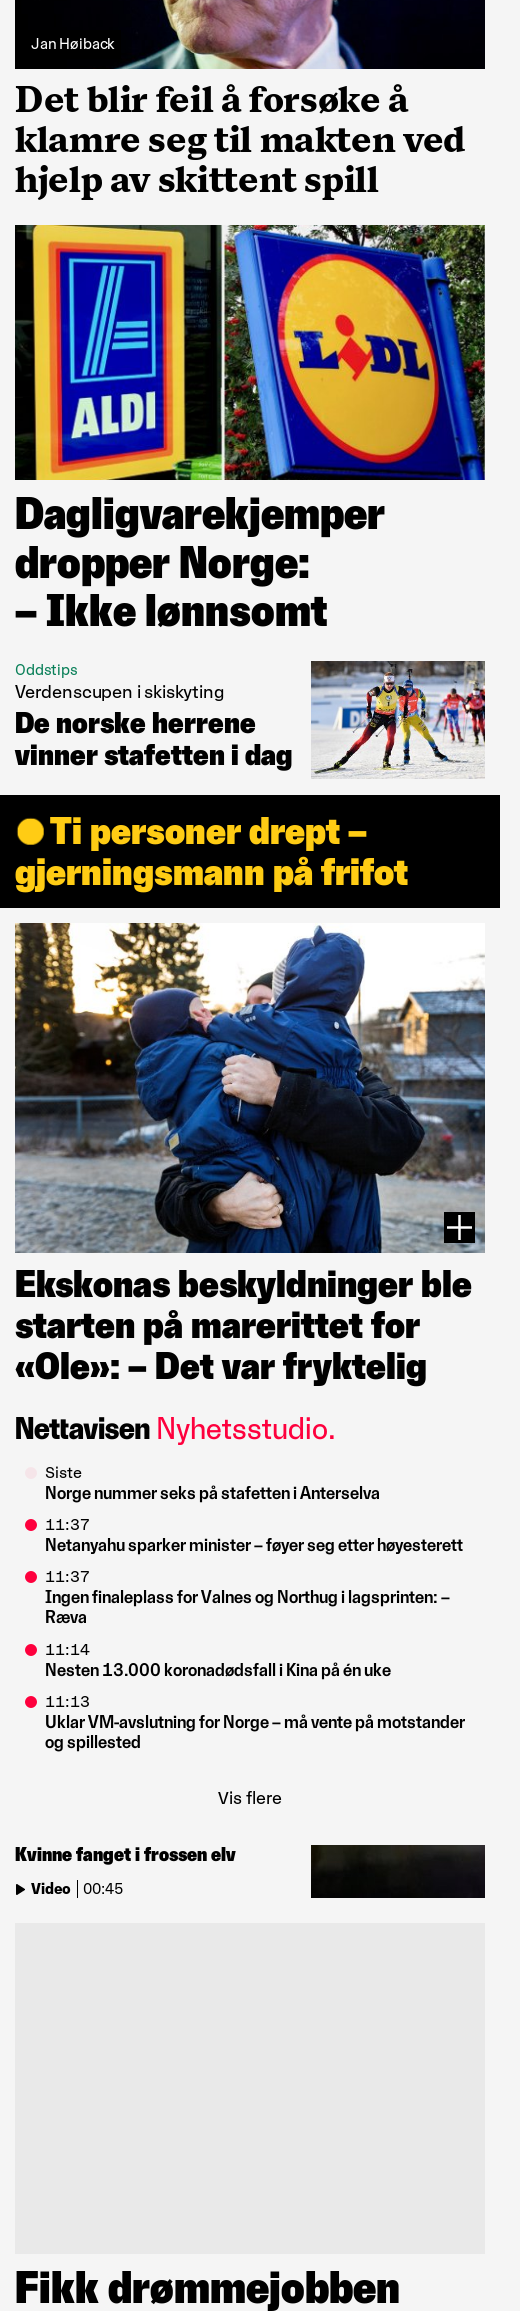 Jan Høiback
Det blir feil å forsøke å
klamre seg til makten ved
hjelp av skittent spill
ALDI
LiDL
Dagligvarekjemper
dropper Norge:
– Ikke lønnsomt
Oddstips
Verdenscupen i skiskyting
De norske herrene
vinner stafetten i dag
Ti personer drept –
gjerningsmann på frifot
Ekskonas beskyldninger ble
starten på marerittet for
«Ole»: – Det var fryktelig
Nettavisen Nyhetsstudio.
Siste
Norge nummer seks på stafetten i Anterselva
11:37
Netanyahu sparker minister – føyer seg etter høyesterett
11:37
Ingen finaleplass for Valnes og Northug i lagsprinten: –
Ræva
11:14
Nesten 13.000 koronadødsfall i Kina på én uke
11:13
Uklar VM-avslutning for Norge – må vente på motstander
og spillested
Vis flere
Kvinne fanget i frossen elv
Video | 00:45
Fikk drømmejobben